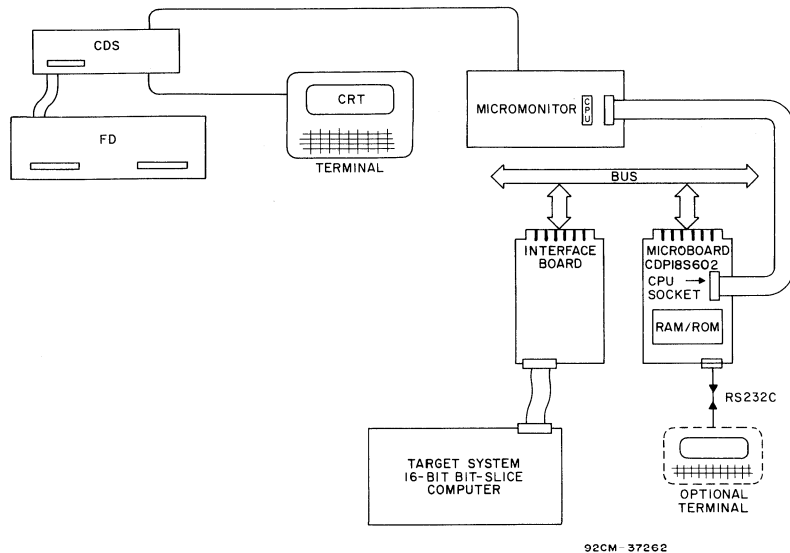 CDS
FD
CRT
TERMINAL
MICROMONITOR
CPU
BUS
INTERFACE
BOARD
MICROBOARD
CDP18S602
CPU
SOCKET
RAM/ROM
RS232C
TARGET SYSTEM
16-BIT BIT-SLICE
COMPUTER
OPTIONAL
TERMINAL
92CM-37262